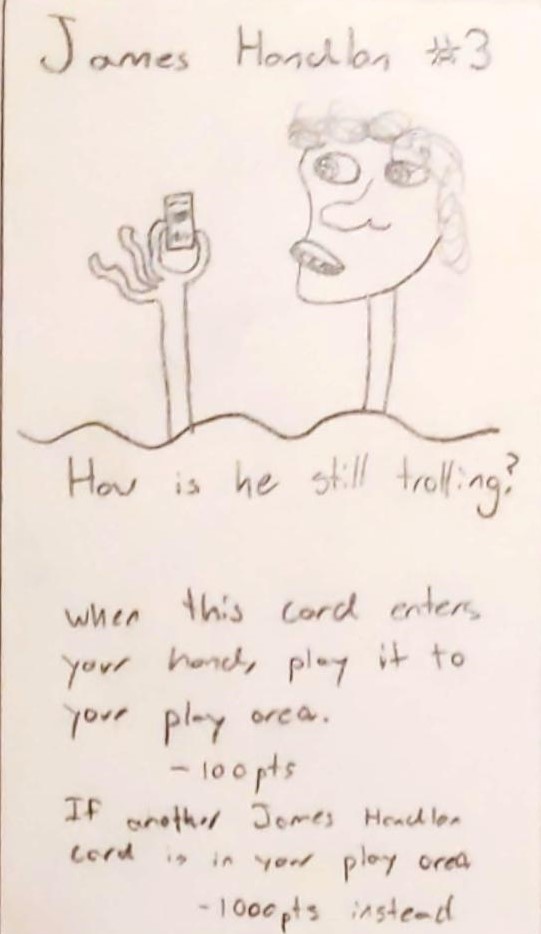 James Handlon #3
How is he still trolling?
when this card enters
your hand, play it to
your play area.
-100pts
If another James Handlon
card is in your play area
-1000pts instead